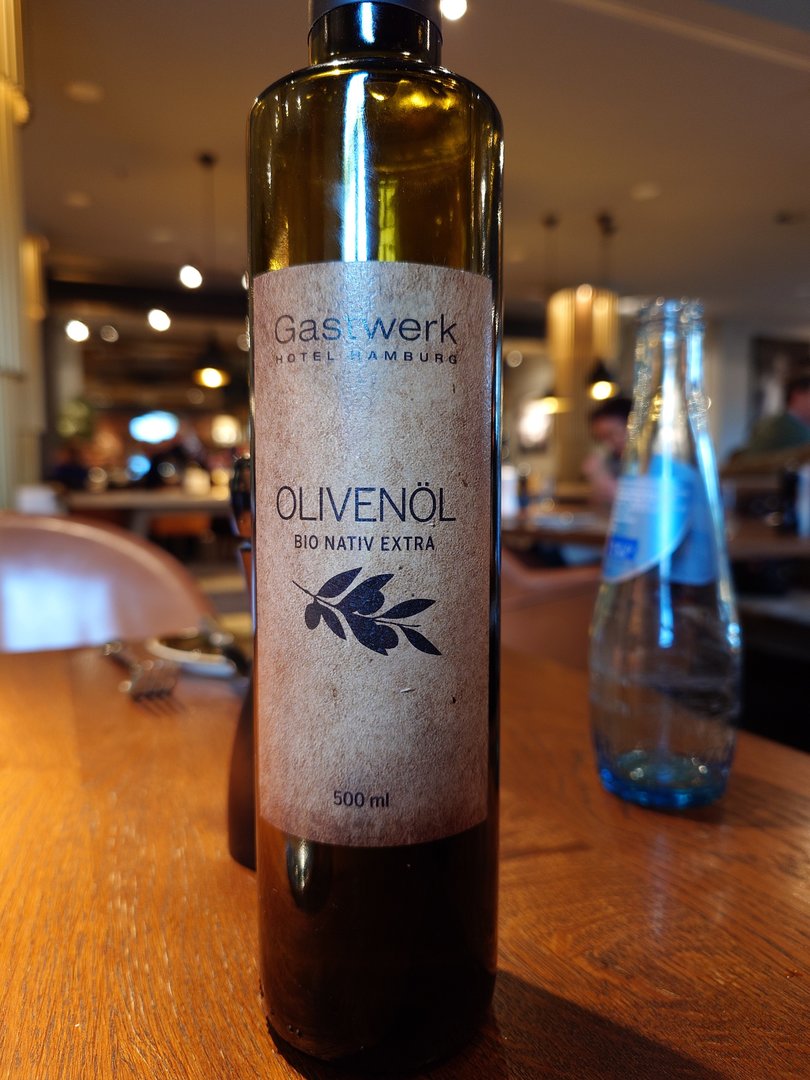 Gastwerk
HOTEL HAMBURG
OLIVENÖL
BIO NATIV EXTRA
500 ml